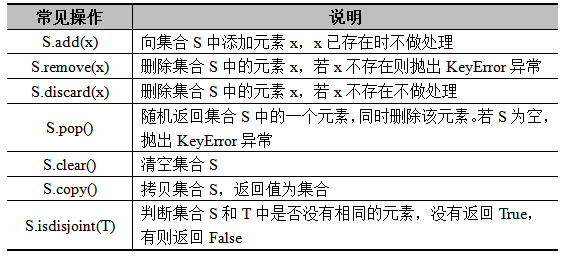 常见操作 说明
S.add(x) 向集合 S 中添加元素 x，x 已存在时不做处理
S.remove(x) 删除集合 S 中的元素 x，若 x 不存在则抛出 KeyError 异常
S.discard(x) 删除集合 S 中的元素 x，若 x 不存在不做处理
S.pop() 随机返回集合 S 中的一个元素，同时删除该元素。若 S 为空，
抛出 KeyError 异常
S.clear() 清空集合 S
S.copy() 拷贝集合 S，返回值为集合
S.isdisjoint(T) 判断集合 S 和 T 中是否没有相同的元素，没有返回 True，
有则返回 False